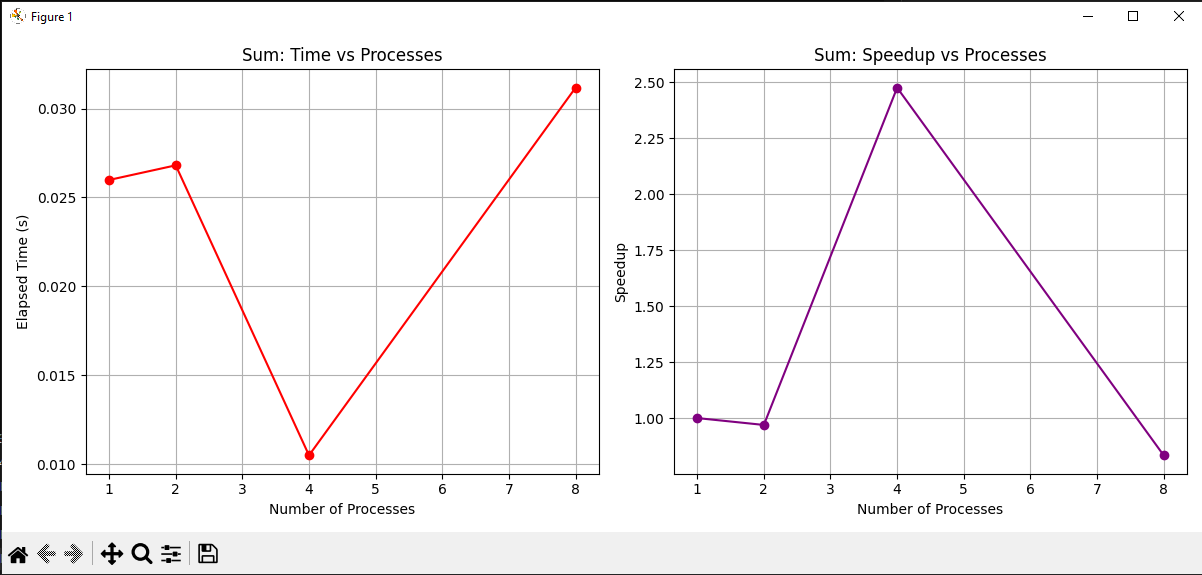 Figure 1
Sum: Time vs Processes
0.030
0.025
0.020
0.015
0.010
Elapsed Time (s)
1 2 3 4 5 6 7 8
Number of Processes
Sum: Speedup vs Processes
2.50
2.25
2.00
1.75
1.50
1.25
1.00
Speedup
1 2 3 4 5 6 7 8
Number of Processes